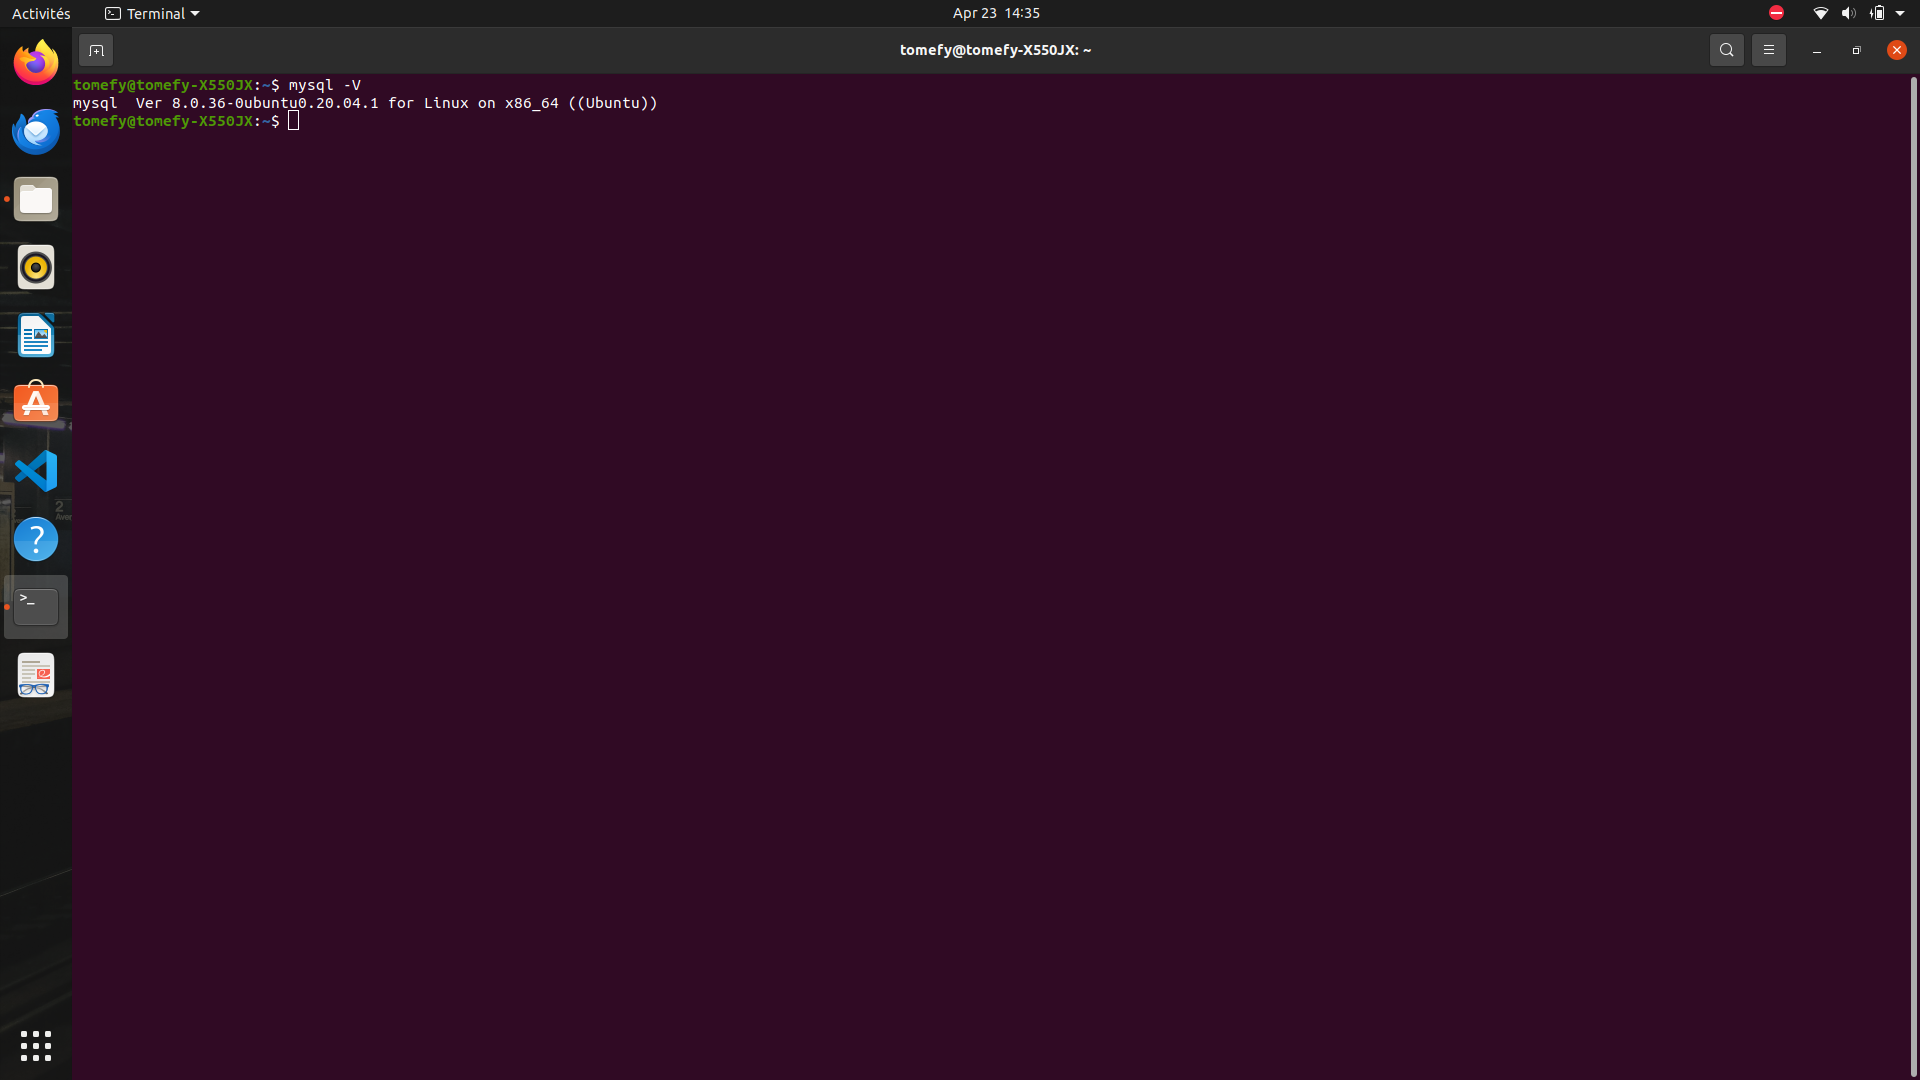 Activités
Terminal
Apr 23 14:35
tomefy@tomefy-X550JX: ~
tomefy@tomefy-X550JX:~$ mysql -V
mysql  Ver 8.0.36-0ubuntu0.20.04.1 for Linux on x86_64 ((Ubuntu))
tomefy@tomefy-X550JX:~$
2